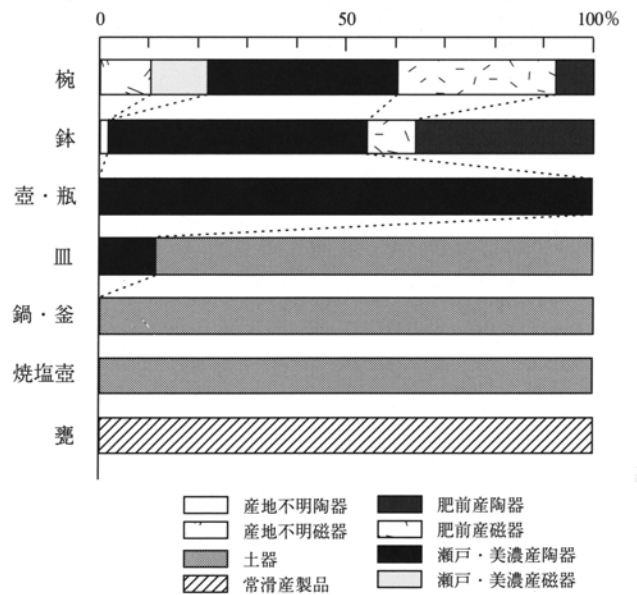 0 50 100%
椀
鉢
壺・瓶
皿
鍋・釜
焼塩壺
甕
産地不明陶器 肥前産陶器
産地不明磁器 肥前産磁器
土器 瀬戸・美濃産陶器
常滑産製品 瀬戸・美濃産磁器